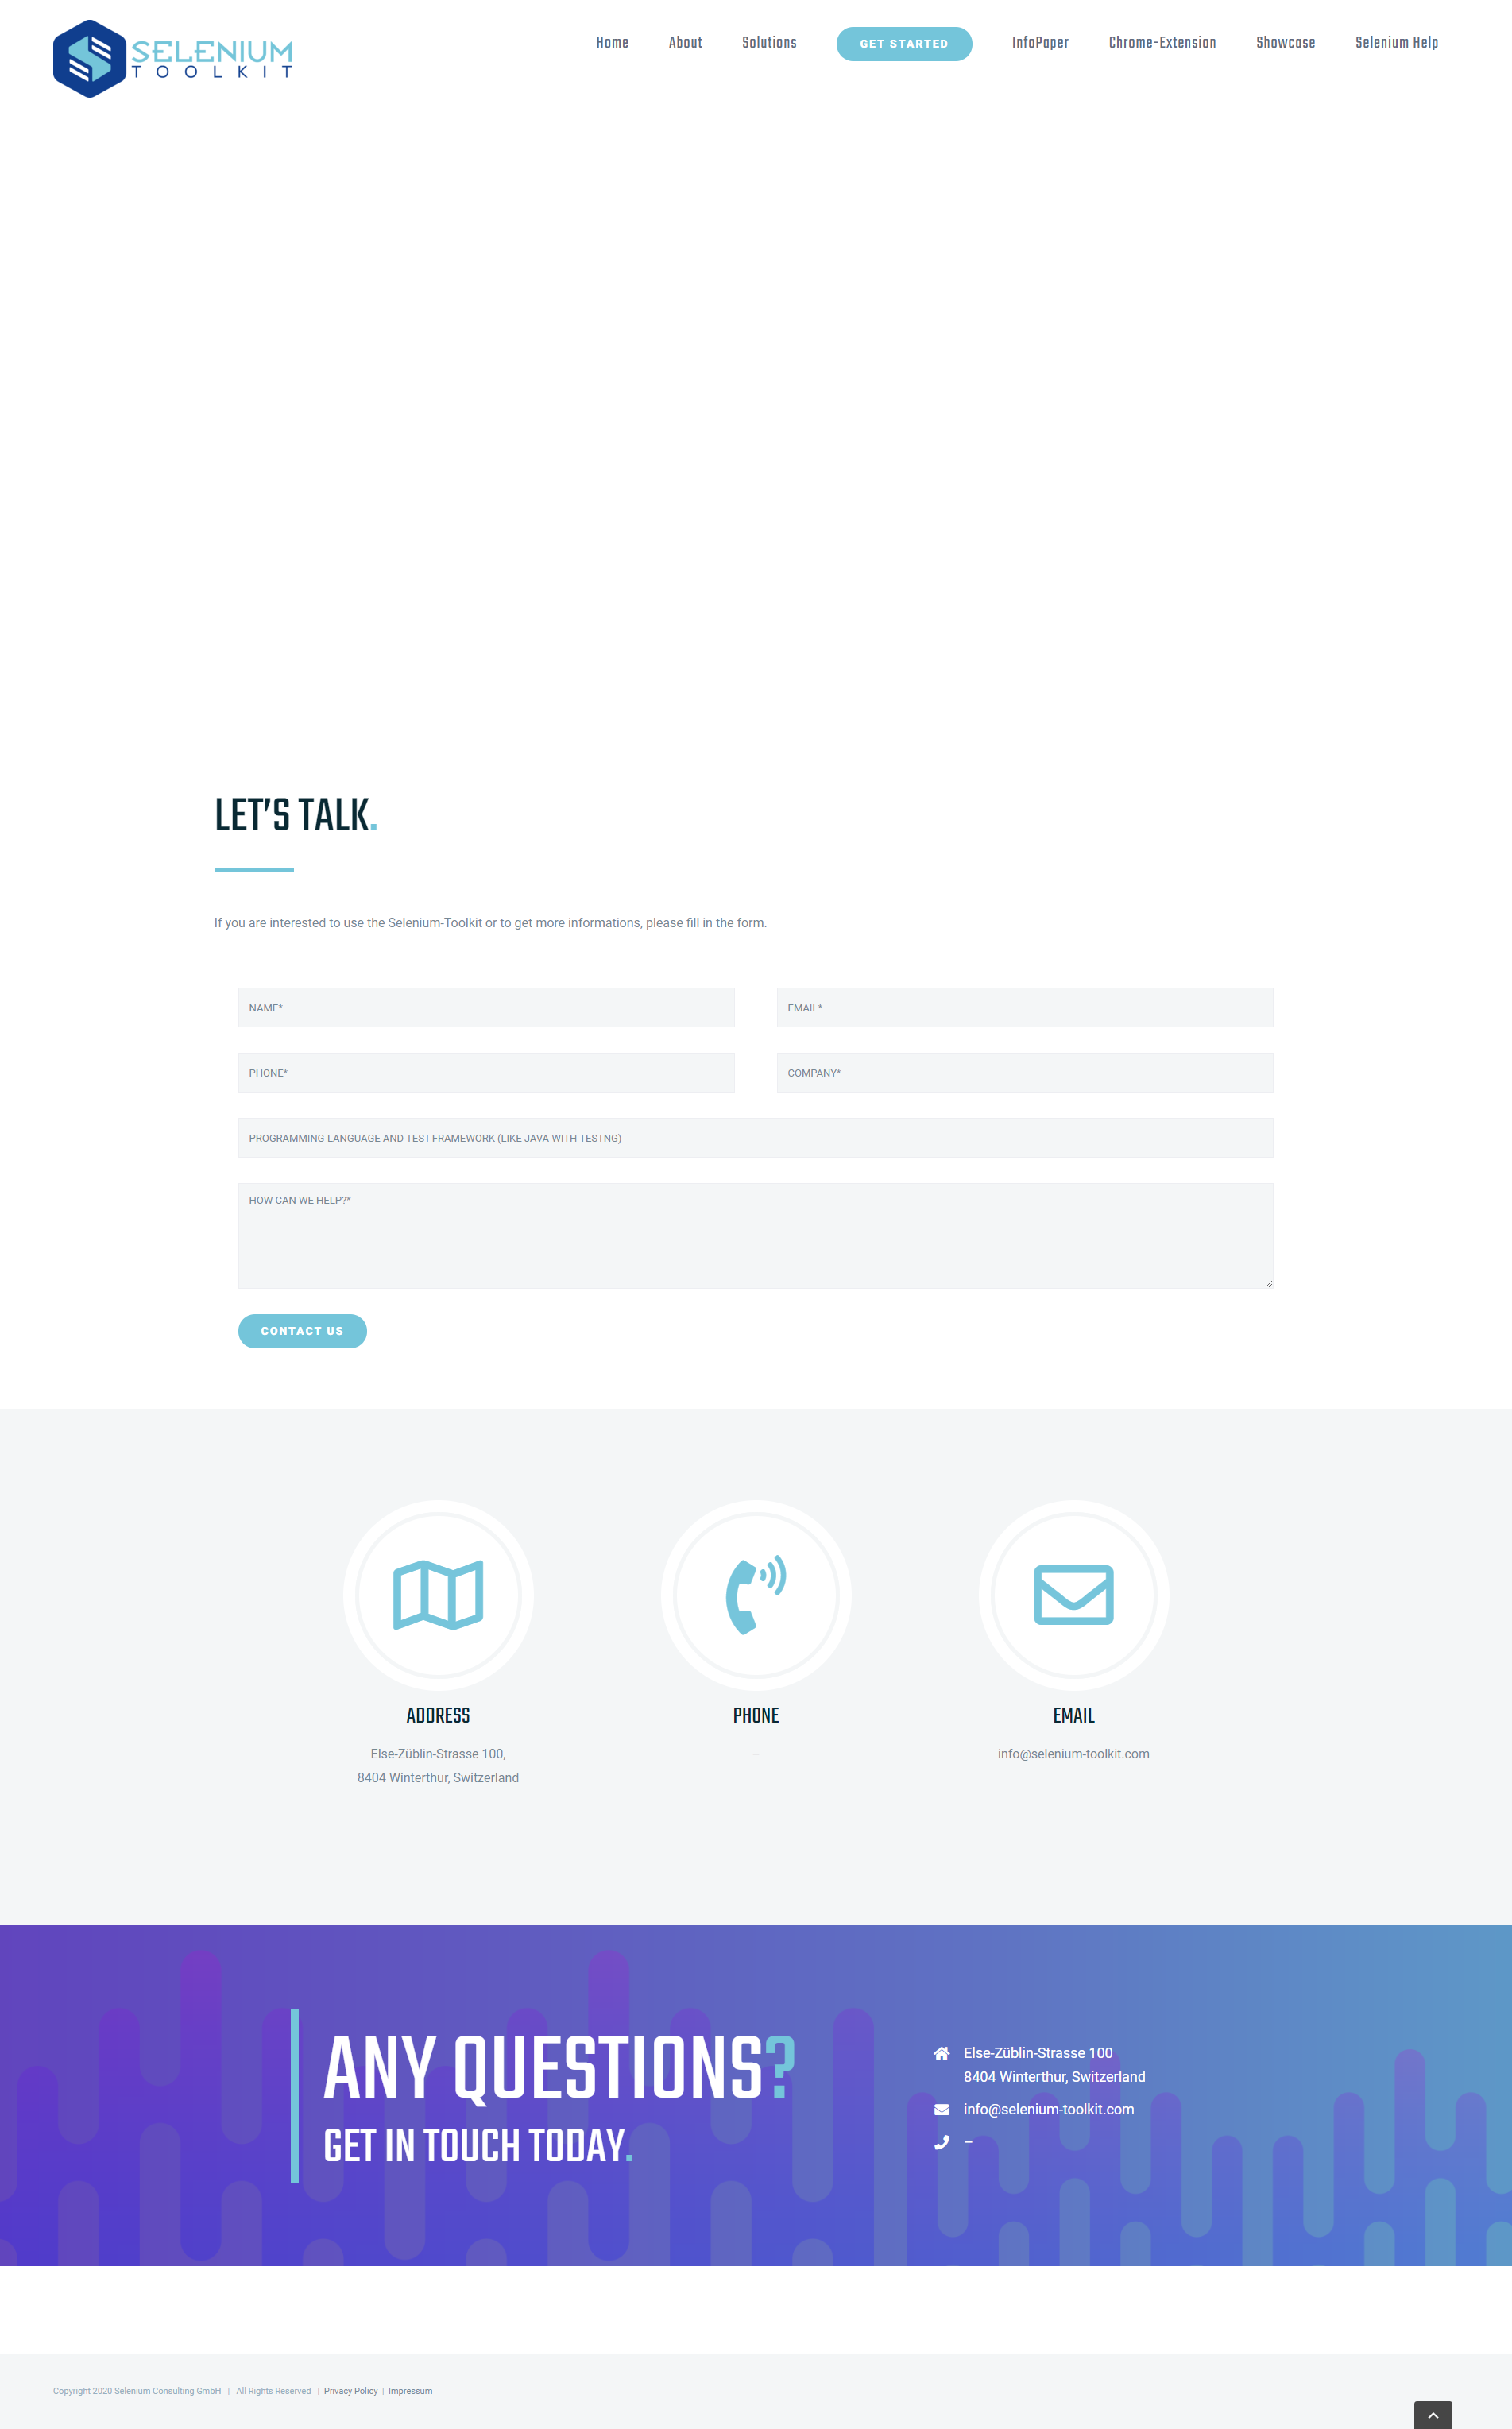 SELENIUM
TOOLKIT
Home About Solutions GET STARTED InfoPaper Chrome-Extension Showcase Selenium Help
LET'S TALK.
If you are interested to use the Selenium-Toolkit or to get more informations, please fill in the form.
NAME* EMAIL*
PHONE* COMPANY*
PROGRAMMING-LANGUAGE AND TEST-FRAMEWORK (LIKE JAVA WITH TESTNG)
HOW CAN WE HELP?*
CONTACT US
ADDRESS
Else-Züblin-Strasse 100,
8404 Winterthur, Switzerland
PHONE
–
EMAIL
info@selenium-toolkit.com
ANY QUESTIONS?
GET IN TOUCH TODAY.
Else-Züblin-Strasse 100
8404 Winterthur, Switzerland
info@selenium-toolkit.com
–
Copyright 2020 Selenium Consulting GmbH | All Rights Reserved | Privacy Policy | Impressum